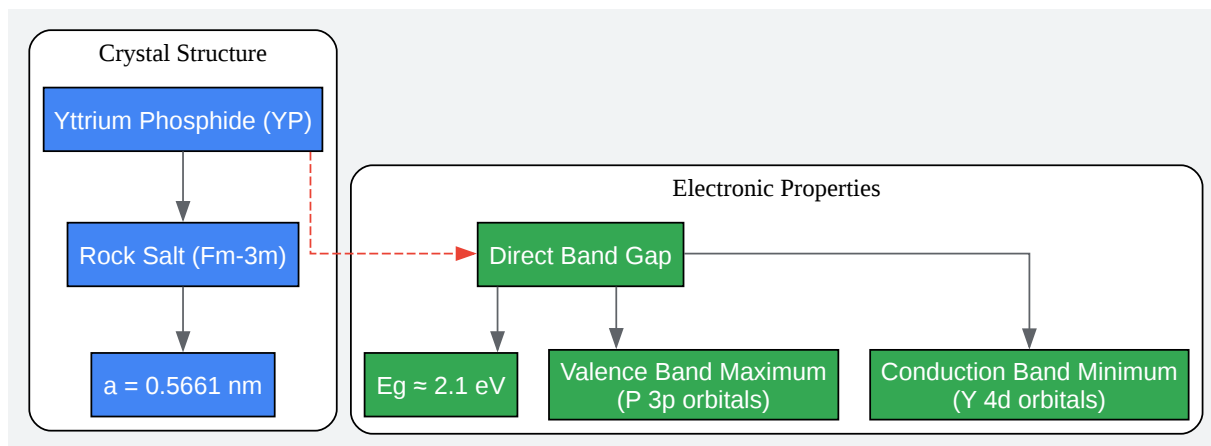 Crystal Structure
Yttrium Phosphide (YP)
Rock Salt (Fm-3m)
a = 0.5661 nm
Electronic Properties
Direct Band Gap
Eg ≈ 2.1 eV
Valence Band Maximum
(P 3p orbitals)
Conduction Band Minimum
(Y 4d orbitals)